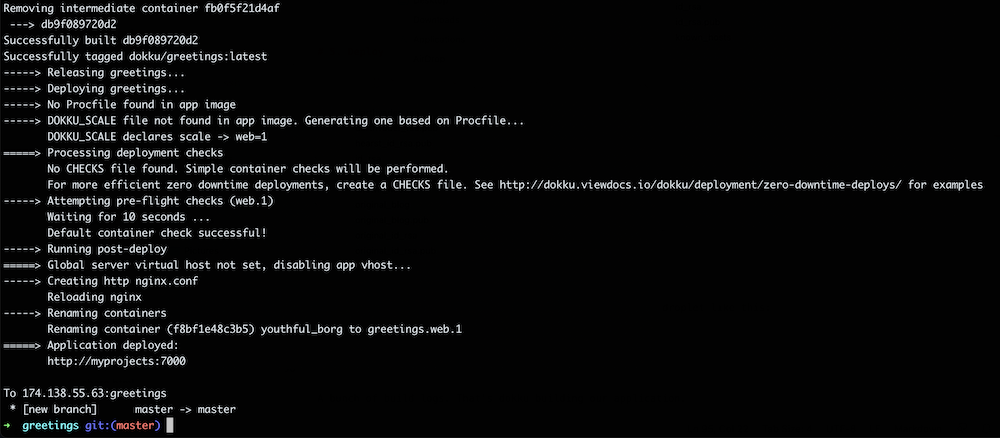 Removing intermediate container fb0f5f21d4af
 ---> db9f089720d2
Successfully built db9f089720d2
Successfully tagged dokku/greetings:latest
-----> Releasing greetings...
-----> Deploying greetings...
-----> No Procfile found in app image
-----> DOKKU_SCALE file not found in app image. Generating one based on Procfile...
       DOKKU_SCALE declares scale -> web=1
=====> Processing deployment checks
       No CHECKS file found. Simple container checks will be performed.
       For more efficient zero downtime deployments, create a CHECKS file. See http://dokku.viewdocs.io/dokku/deployment/zero-downtime-deploys/ for examples
-----> Attempting pre-flight checks (web.1)
       Waiting for 10 seconds ...
       Default container check successful!
-----> Running post-deploy
=====> Global server virtual host not set, disabling app vhost...
-----> Creating http nginx.conf
       Reloading nginx
-----> Renaming containers
       Renaming container (f8bf1e48c3b5) youthful_borg to greetings.web.1
=====> Application deployed:
       http://myprojects:7000

To 174.138.55.63:greetings
 * [new branch]      master -> master
➜  greetings git:(master)